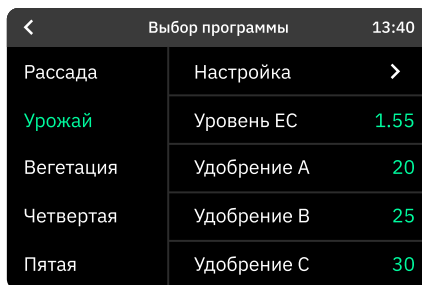 Выбор программы 13:40
Рассада Настройка
Урожай Уровень EC 1.55
Вегетация Удобрение A 20
Четвертая Удобрение B 25
Пятая Удобрение C 30